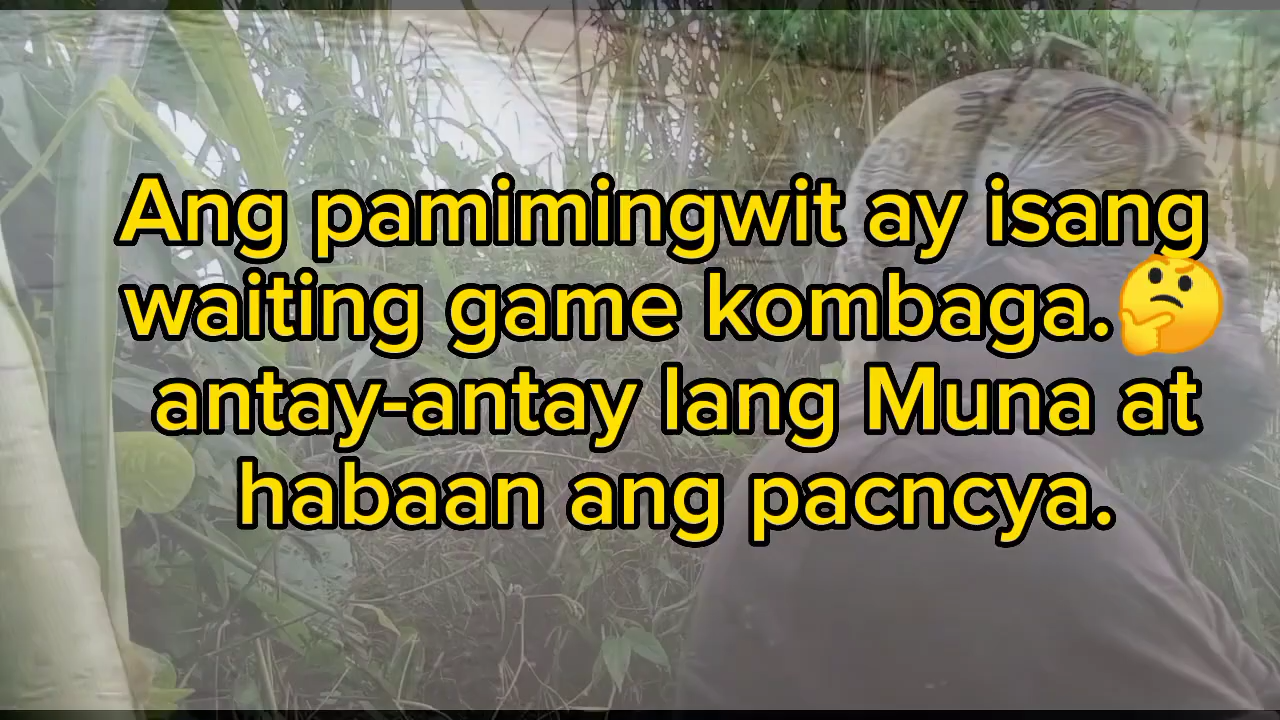 Ang pamimingwit ay isang
waiting game kombaga.🤔
antay-antay lang Muna at
habaan ang pacncya.